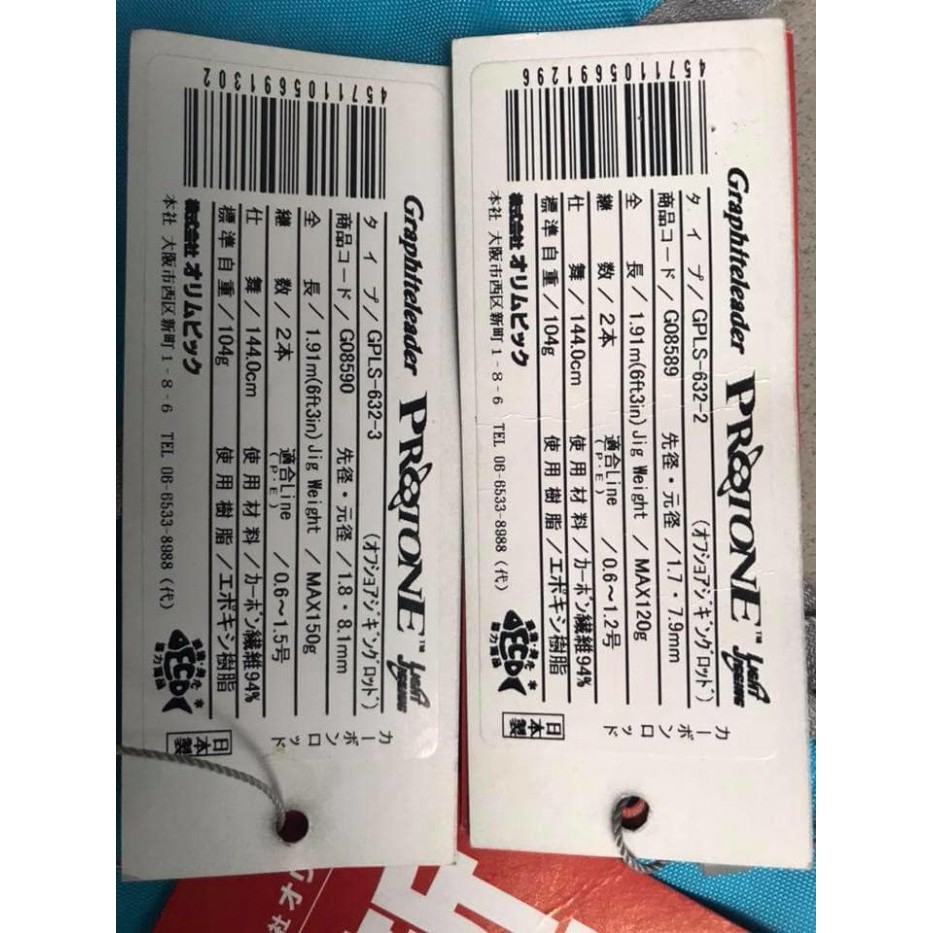 Graphiteleader PROTONE™ Light Jigging
タイプ/GPLS-632-2 (オフショアジギングロッド)
商品コード/G08589 先径・元径/1.7・7.9mm
全長/1.91m(6ft3in) Jig Weight /MAX120g
継数/2本 適合Line(P.E) /0.6〜1.2号
仕舞/144.0cm 使用材料/カーボン繊維94%
標準自重/104g 使用樹脂/エポキシ樹脂
株式会社 オリムピック
本社 大阪市西区新町1-8-6 TEL 06-6533-8988(代)
4571105691296
カーボンロッド
日本製
ECD
Graphiteleader PROTONE™ Light Jigging
タイプ/GPLS-632-3 (オフショアジギングロッド)
商品コード/G08590 先径・元径/1.8・8.1mm
全長/1.91m(6ft3in) Jig Weight /MAX150g
継数/2本 適合Line(P.E) /0.6〜1.5号
仕舞/144.0cm 使用材料/カーボン繊維94%
標準自重/104g 使用樹脂/エポキシ樹脂
株式会社 オリムピック
本社 大阪市西区新町1-8-6 TEL 06-6533-8988(代)
4571105691302
カーボンロッド
日本製
ECD
社 オリ